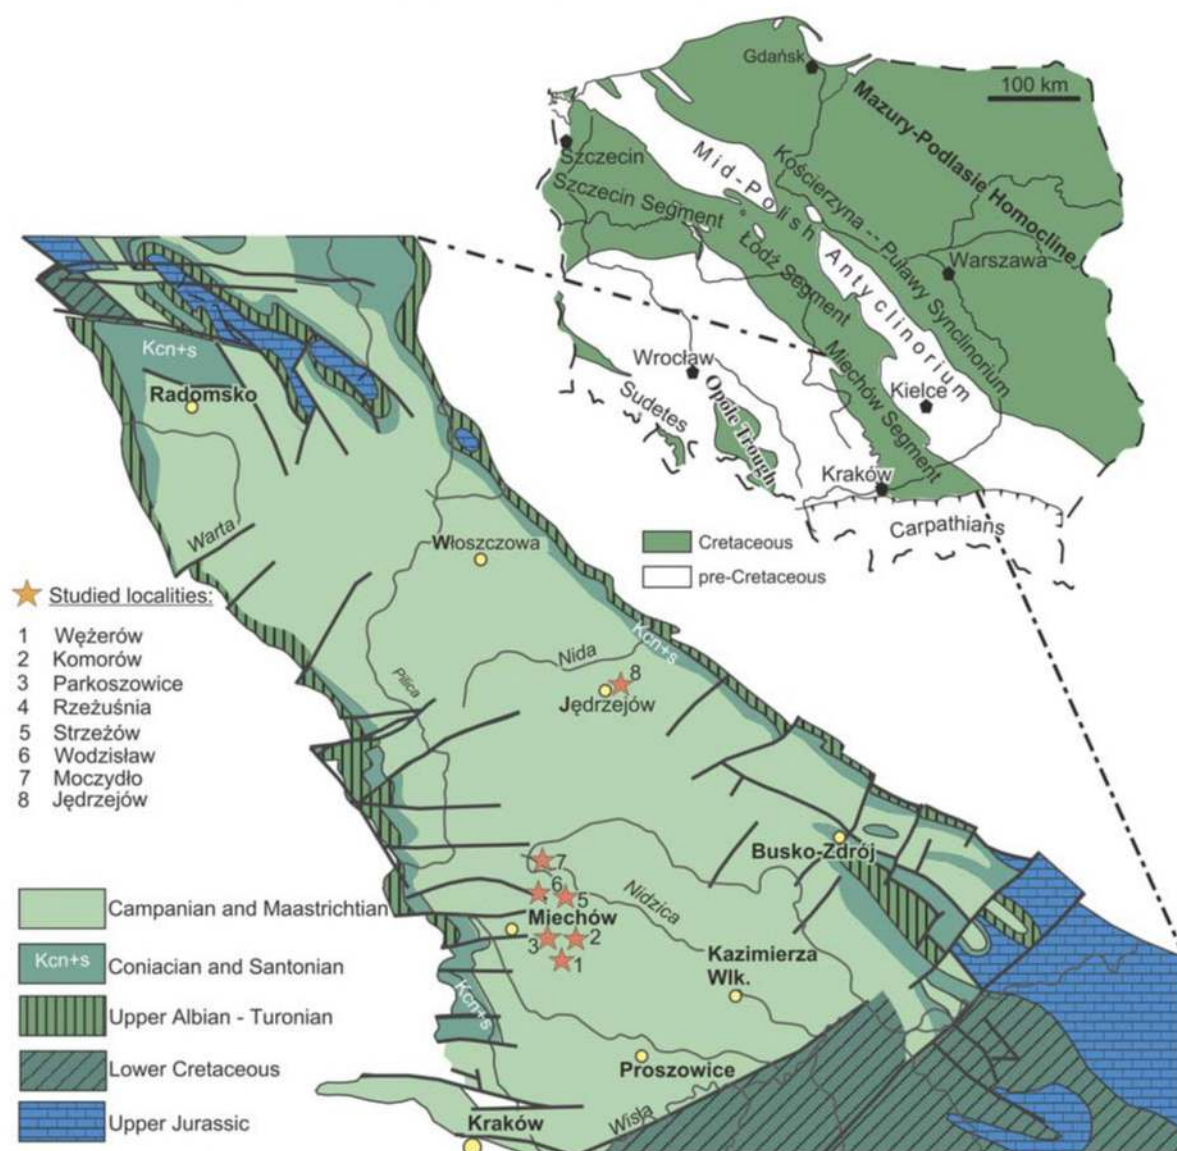 Gdańsk
100 km
Mazury-Podlasie Homocline
Szczecin
Mid-Polish Antyclinorium
Kościerzyna -- Puławy Synclinorium
Szczecin Segment
Łódź Segment
Warszawa
Wrocław
Miechów Segment
Kielce
Sudetes
Opole Trough
Kraków
Carpathians
Cretaceous
pre-Cretaceous
Kcn+s
Radomsko
Warta
Włoszczowa
Kcn+s
Nida
8
Jędrzejów
Pilica
Studied localities:
1 Wężerów
2 Komorów
3 Parkoszowice
4 Rzeżuśnia
5 Strzeżów
6 Wodzisław
7 Moczydło
8 Jędrzejów
Busko-Zdrój
7
6
5
Nidzica
Miechów
3
2
1
Kazimierza
Wlk.
Kcn+s
Proszowice
Wisła
Kraków
Campanian and Maastrichtian
Kcn+s Coniacian and Santonian
Upper Albian - Turonian
Lower Cretaceous
Upper Jurassic